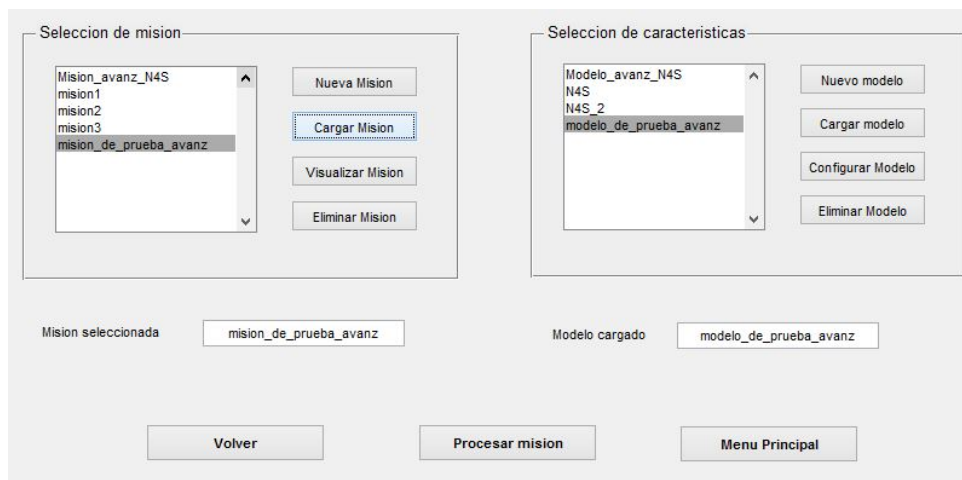 Seleccion de mision
Mision_avanz_N4S
mision1
mision2
mision3
mision_de_prueba_avanz
Nueva Mision
Cargar Mision
Visualizar Mision
Eliminar Mision
Seleccion de caracteristicas
Modelo_avanz_N4S
N4S
N4S_2
modelo_de_prueba_avanz
Nuevo modelo
Cargar modelo
Configurar Modelo
Eliminar Modelo
Mision seleccionada
mision_de_prueba_avanz
Modelo cargado
modelo_de_prueba_avanz
Volver
Procesar mision
Menu Principal